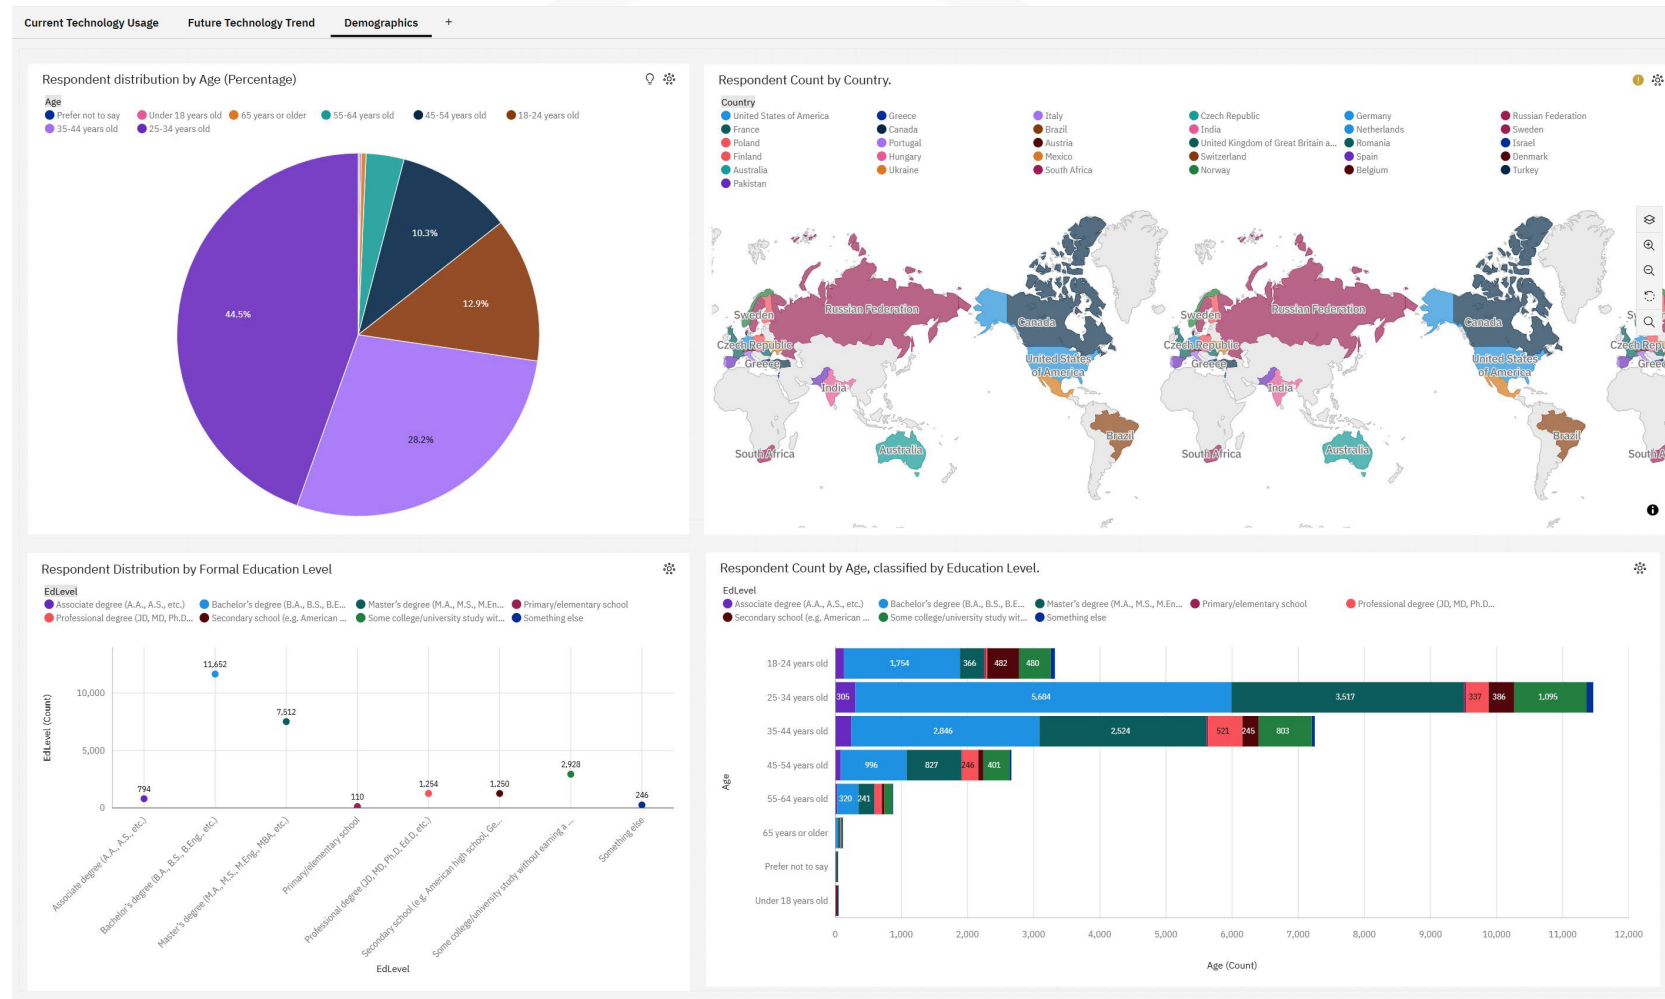 Current Technology Usage Future Technology Trend Demographics +
Respondent distribution by Age (Percentage)
Age
Prefer not to say Under 18 years old 65 years or older 55-64 years old 45-54 years old 18-24 years old
35-44 years old 25-34 years old
10.3%
12.9%
44.5%
28.2%
Respondent Count by Country.
Country
United States of America Greece Italy Czech Republic Germany Russian Federation
France Canada Brazil India Netherlands Sweden
Poland Portugal Austria United Kingdom of Great Britain a... Romania Israel
Finland Hungary Mexico Switzerland Spain Denmark
Australia Ukraine South Africa Norway Belgium Turkey
Pakistan
Sweden Russian Federation Canada Sweden Russian Federation Canada
Czech Republic United States of America Czech Republic United States of America
Greece Greece
India India
Brazil Brazil
South Africa Australia South Africa Australia
Respondent Distribution by Formal Education Level
EdLevel
Associate degree (A.A., A.S., etc.) Bachelor's degree (B.A., B.S., B.E... Master's degree (M.A., M.S., M.En... Primary/elementary school
Professional degree (JD, MD, Ph.D... Secondary school (e.g. American ... Some college/university study wit... Something else
EdLevel (Count)
10,000
5,000
0
794
11,652
7,512
110
1,254
1,250
2,928
246
Associate degree (A.A., A.S., etc.)
Bachelor's degree (B.A., B.S., B.Eng., etc.)
Master's degree (M.A., M.S., M.Eng., MBA, etc.)
Primary/elementary school
Professional degree (JD, MD, Ph.D, Ed.D, etc.)
Secondary school (e.g. American high school, Ge...
Some college/university study without earning a ...
Something else
EdLevel
Respondent Count by Age, classified by Education Level.
EdLevel
Associate degree (A.A., A.S., etc.) Bachelor's degree (B.A., B.S., B.E... Master's degree (M.A., M.S., M.En... Primary/elementary school Professional degree (JD, MD, Ph.D...
Secondary school (e.g. American ... Some college/university study wit... Something else
Age
18-24 years old 1,754 366 482 480
25-34 years old 305 5,684 3,517 337 386 1,095
35-44 years old 2,846 2,524 521 245 803
45-54 years old 996 827 246 401
55-64 years old 320 241
65 years or older
Prefer not to say
Under 18 years old
0 1,000 2,000 3,000 4,000 5,000 6,000 7,000 8,000 9,000 10,000 11,000 12,000
Age (Count)